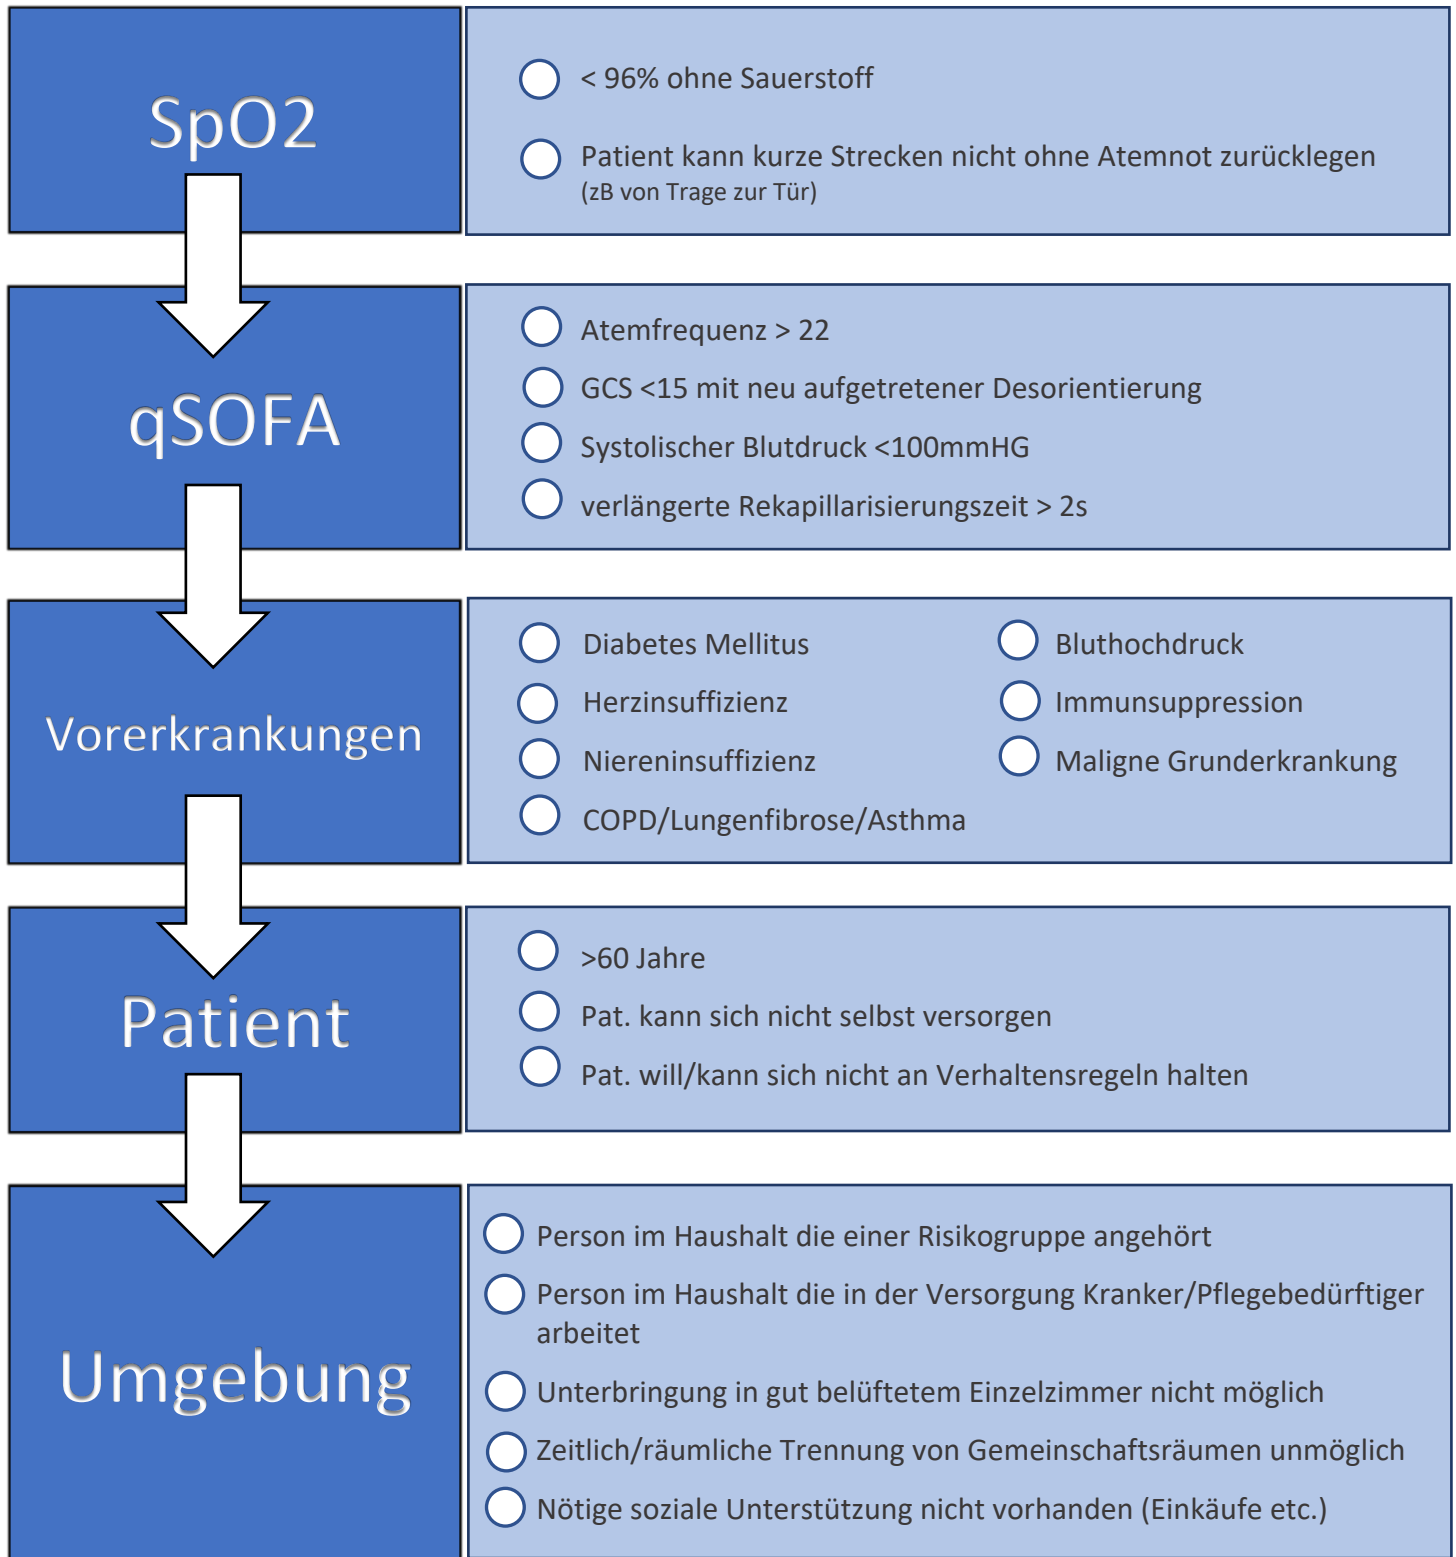 SpO2
< 96% ohne Sauerstoff
Patient kann kurze Strecken nicht ohne Atemnot zurücklegen
(zB von Trage zur Tür)
qSOFA
Atemfrequenz > 22
GCS <15 mit neu aufgetretener Desorientierung
Systolischer Blutdruck <100mmHG
verlängerte Rekapillarisierungszeit > 2s
Vorerkrankungen
Diabetes Mellitus
Herzinsuffizienz
Niereninsuffizienz
COPD/Lungenfibrose/Asthma
Bluthochdruck
Immunsuppression
Maligne Grunderkrankung
Patient
>60 Jahre
Pat. kann sich nicht selbst versorgen
Pat. will/kann sich nicht an Verhaltensregeln halten
Umgebung
Person im Haushalt die einer Risikogruppe angehört
Person im Haushalt die in der Versorgung Kranker/Pflegebedürftiger
arbeitet
Unterbringung in gut belüftetem Einzelzimmer nicht möglich
Zeitlich/räumliche Trennung von Gemeinschaftsräumen unmöglich
Nötige soziale Unterstützung nicht vorhanden (Einkäufe etc.)